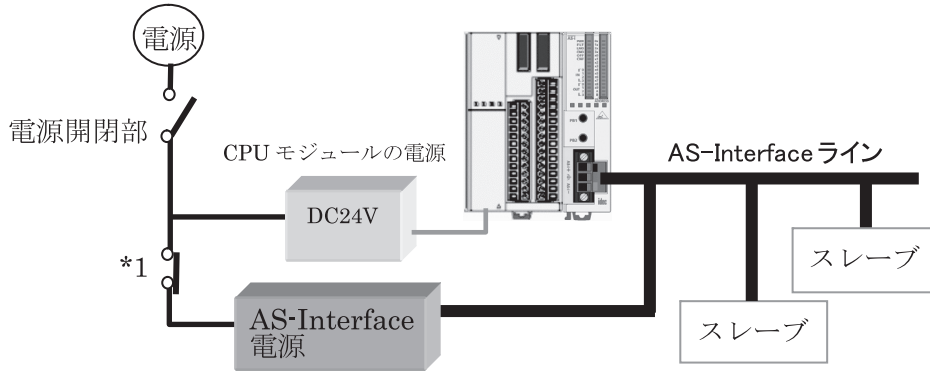 電源
電源開閉部
CPU モジュールの電源
DC24V
AS-Interface ライン
*1
スレーブ
AS-Interface
電源
スレーブ